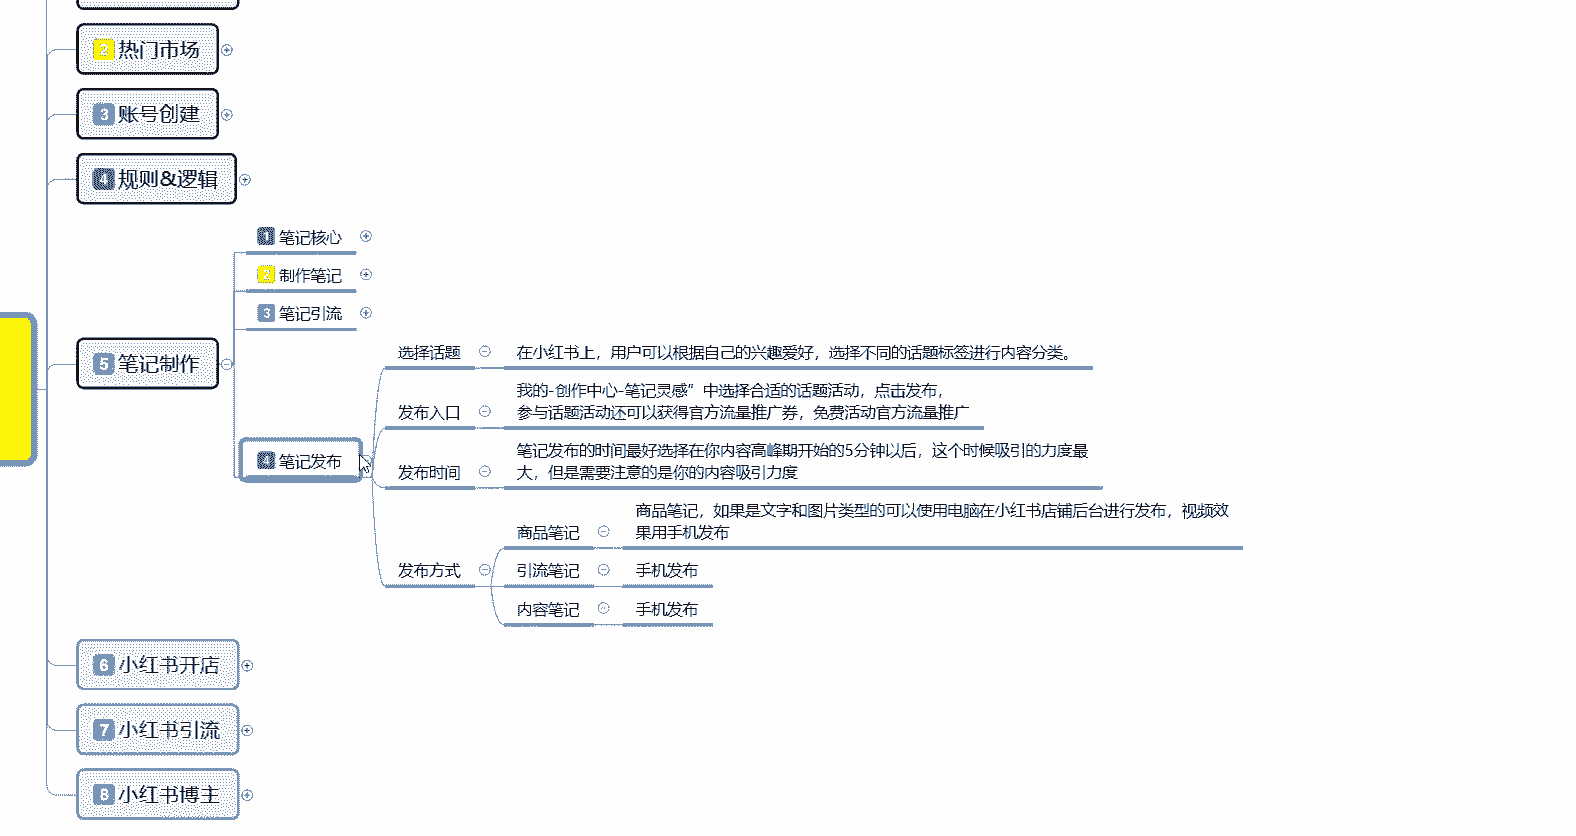 2 热门市场
3 账号创建
4 规则&逻辑
5 笔记制作
1 笔记核心
2 制作笔记
3 笔记引流
4 笔记发布
选择话题
在小红书上，用户可以根据自己的兴趣爱好，选择不同的话题标签进行内容分类。
发布入口
我的-创作中心-笔记灵感”中选择合适的话题活动，点击发布，
参与话题活动还可以获得官方流量推广券，免费活动官方流量推广
发布时间
笔记发布的时间最好选择在你内容高峰期开始的5分钟以后，这个时候吸引的力度最
大，但是需要注意的是你的内容吸引力度
发布方式
商品笔记
商品笔记，如果是文字和图片类型的可以使用电脑在小红书店铺后台进行发布，视频效
果用手机发布
引流笔记
手机发布
内容笔记
手机发布
6 小红书开店
7 小红书引流
8 小红书博主